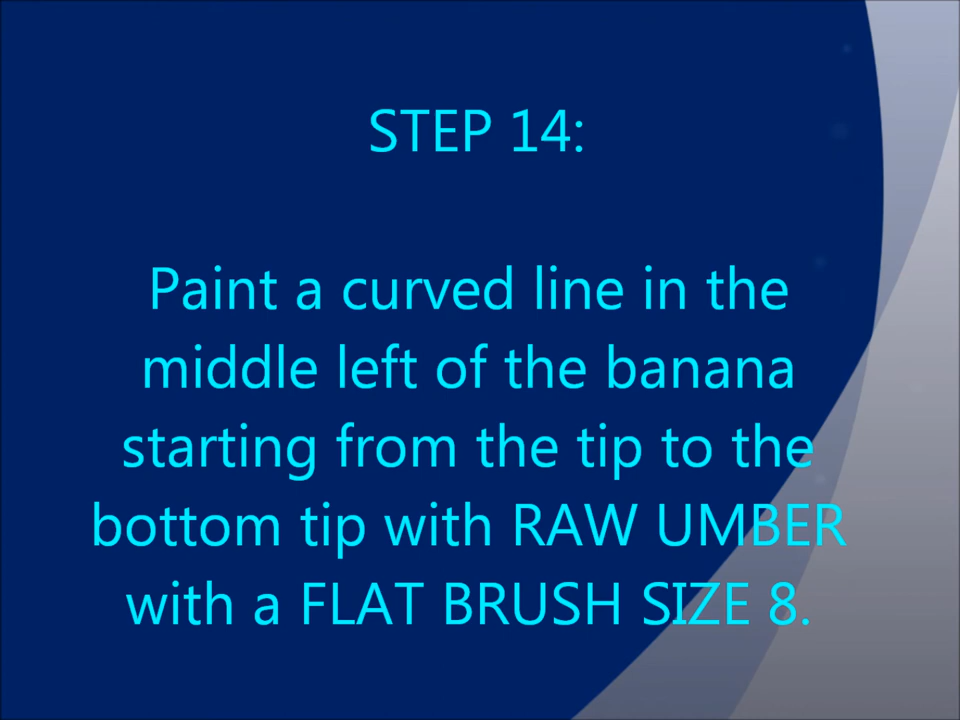 STEP 14:
Paint a curved line in the
middle left of the banana
starting from the tip to the
bottom tip with RAW UMBER
with a FLAT BRUSH SIZE 8.